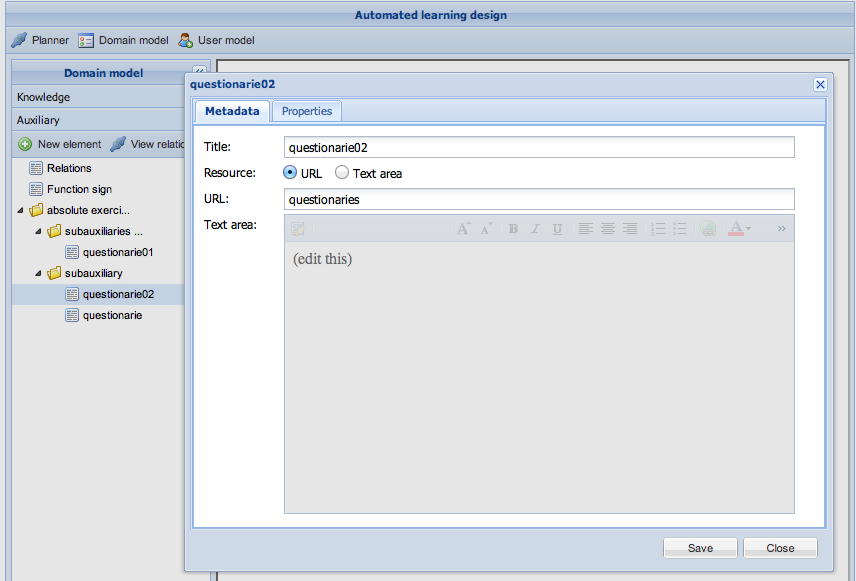 Automated learning design
Planner Domain model User model
Domain model
Knowledge
Auxiliary
New element View relatic
Relations
Function sign
absolute exerci...
subauxiliaries ...
questionarie01
subauxiliary
questionarie02
questionarie
questionarie02
Metadata Properties
Title: questionarie02
Resource: URL Text area
URL: questionaries
Text area:
A A B I U A »
(edit this)
Save Close